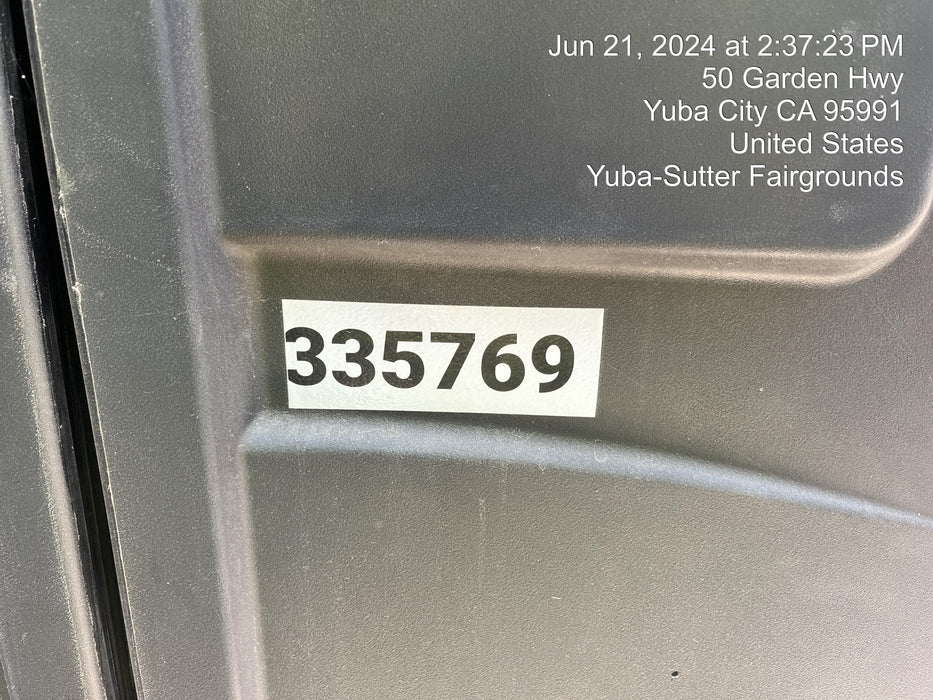 Jun 21, 2024 at 2:37:23 PM
50 Garden Hwy
Yuba City CA 95991
United States
Yuba-Sutter Fairgrounds
335769